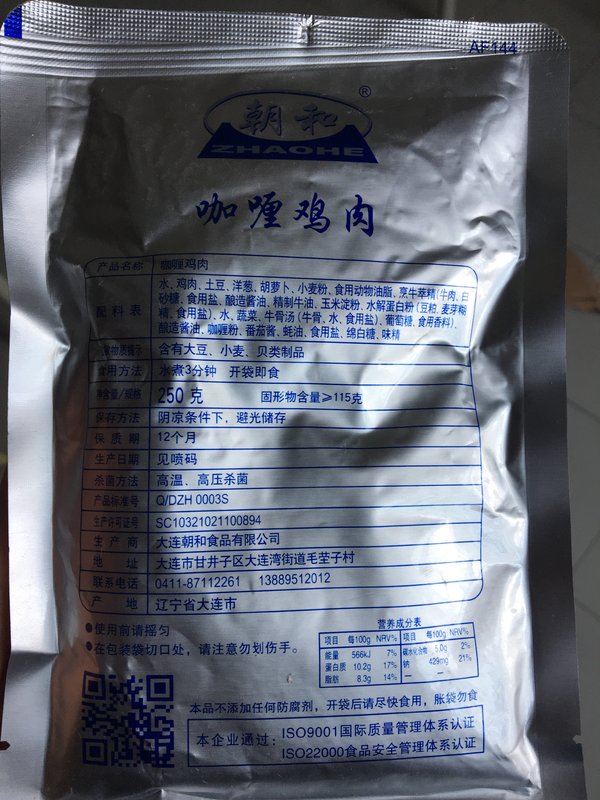 AF144
朝和®
ZHAOHE
咖喱鸡肉
产品名称 咖喱鸡肉
配料表 水、鸡肉、土豆、洋葱、胡萝卜、小麦粉、食用动物油脂、烹牛萃精(牛肉、白
砂糖、食用盐、酿造酱油、精制牛油、玉米淀粉、水解蛋白粉(豆粕、麦芽糊
精、食用盐)、水、蔬菜、牛骨汤(牛骨、水、食用盐)、葡萄糖、食用香料)、
酿造酱油、咖喱粉、番茄酱、蚝油、食用盐、绵白糖、味精
物质提示 含有大豆、小麦、贝类制品
食用方法 水煮3分钟 开袋即食
净含量/规格 250 克 固形物含量≥115克
保存方法 阴凉条件下，避光储存
保质期 12个月
生产日期 见喷码
杀菌方法 高温、高压杀菌
产品标准号 Q/DZH 0003S
生产许可证号 SC10321021100894
生产商 大连朝和食品有限公司
地址 大连市甘井子区大连湾街道毛茔子村
联系电话 0411-87112261 13889512012
产地 辽宁省大连市
●使用前请摇匀
●在包装袋切口处，请注意勿划伤手。
营养成分表
项目 每100g NRV% 项目 每100g NRV%
能量 566kJ 7% 碳水化合物 5.0g 2%
蛋白质 10.2g 17% 钠 429mg 21%
脂肪 8.3g 14% — — —
本品不添加任何防腐剂，开袋后请尽快食用，胀袋勿食
本企业通过： ISO9001国际质量管理体系认证
ISO22000食品安全管理体系认证